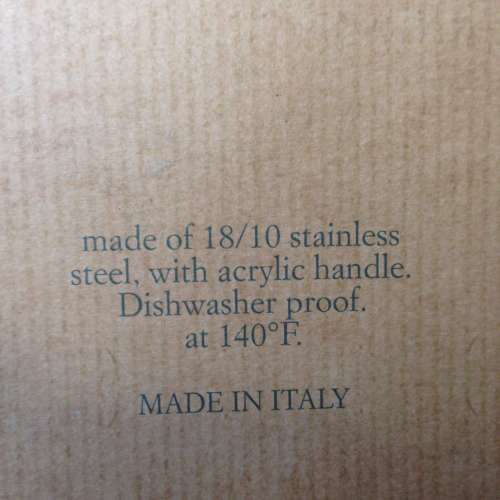 made of 18/10 stainless
steel, with acrylic handle.
Dishwasher proof.
at 140°F.
MADE IN ITALY